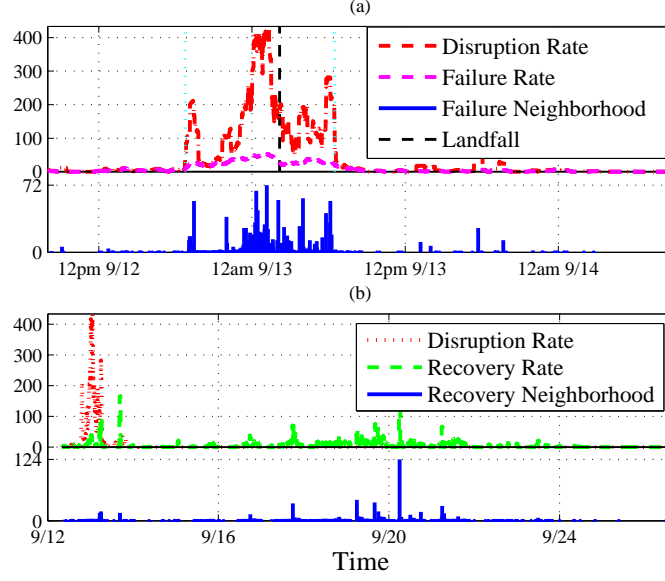 (a)
400
300
200
100
0
Disruption Rate
Failure Rate
Failure Neighborhood
Landfall
72
0
12pm 9/12 12am 9/13 12pm 9/13 12am 9/14
(b)
400
300
200
100
0
Disruption Rate
Recovery Rate
Recovery Neighborhood
124
0
9/12 9/16 9/20 9/24
Time